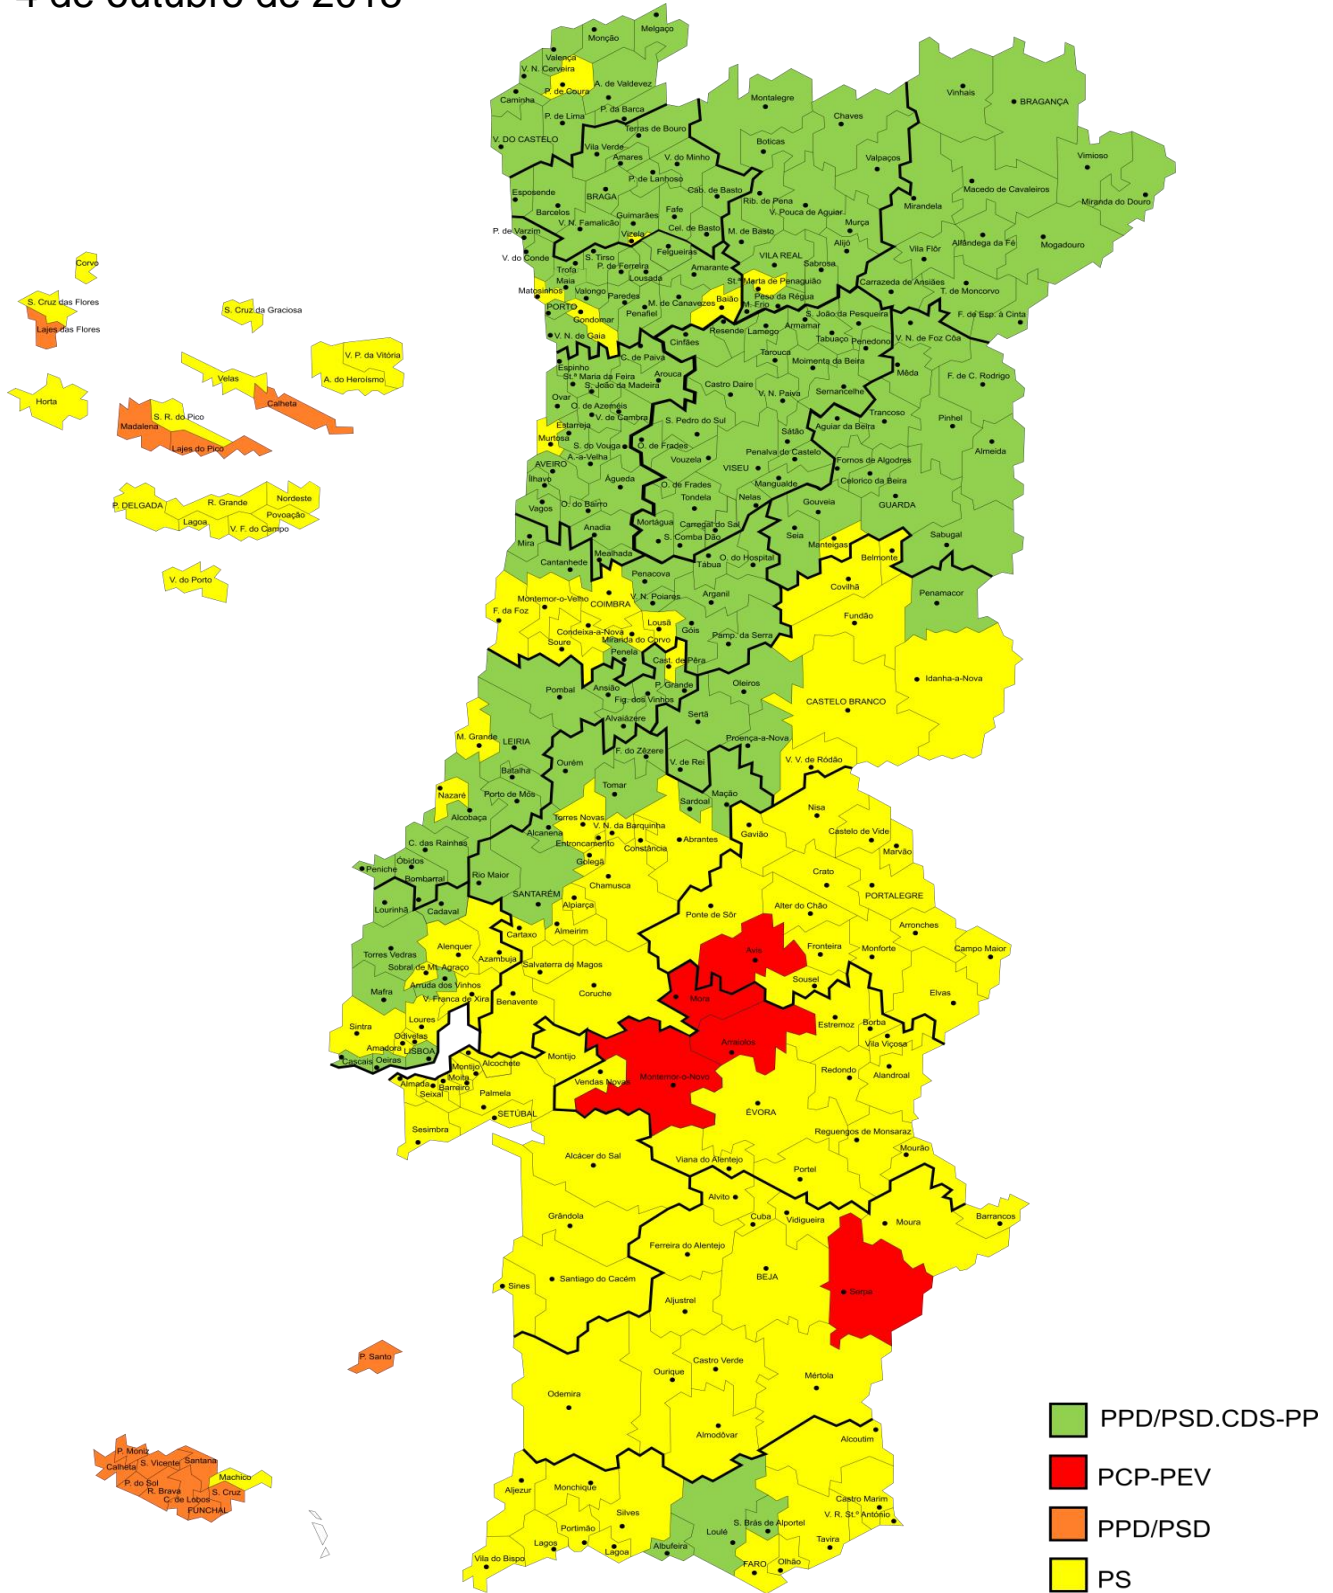 4 de outubro de 2015
Melgaço
Monção
Valença
V. N. Cerveira
P. de Coura
A. de Valdevez
Caminha
P. da Barca
P. de Lima
V. DO CASTELO
Terras de Bouro
Vila Verde
Amares
V. do Minho
P. de Lanhoso
Cab. de Basto
BRAGA
Esposende
Barcelos
V. N. Famalicão
Guimarães
Fafe
Cel. de Basto
Vizela
Montalegre
Chaves
Boticas
Valpaços
Rib. de Pena
V. Pouca de Aguiar
Murça
M. de Basto
Alijó
VILA REAL
Sabrosa
St.ª Marta de Penaguião
Peso da Régua
M. Frio
Vinhais
BRAGANÇA
Vimioso
Macedo de Cavaleiros
Miranda do Douro
Mirandela
Alfândega da Fé
Mogadouro
Vila Flôr
Carrazeda de Ansiães
T. de Moncorvo
F. de Esp. à Cinta
P. de Varzim
V. do Conde
S. Tirso
Trofa
P. de Ferreira
Felgueiras
Lousada
Amarante
Maia
Matosinhos
Valongo
Paredes
M. de Canavezes
Baião
PORTO
Penafiel
Gondomar
V. N. de Gaia
Cinfães
Resende
Lamego
Armamar
S. João da Pesqueira
Tabuaço
Penedono
Tarouca
Moimenta da Beira
Castro Daire
Sernancelhe
V. N. Paiva
S. Pedro do Sul
Sátão
Penalva de Castelo
Vouzela
VISEU
Mangualde
O. de Frades
O. de Frades
Tondela
Nelas
Mortágua
Carregal do Sal
S. Comba Dão
C. de Paiva
Espinho
St.ª Maria da Feira
Arouca
S. João da Madeira
Ovar
O. de Azeméis
V. de Cambra
Estarreja
Murtosa
S. do Vouga
A.-a-Velha
AVEIRO
Ílhavo
Águeda
Vagos
O. do Bairro
Anadia
Mealhada
V. N. de Foz Côa
Mêda
F. de C. Rodrigo
Trancoso
Aguiar da Beira
Pinhel
Almeida
Fornos de Algodres
Celorico da Beira
GUARDA
Gouveia
Seia
Manteigas
Sabugal
Mira
Cantanhede
Penacova
Tábua
O. do Hospital
V. N. Poiares
Arganil
Montemor-o-Velho
COIMBRA
F. da Foz
Lousã
Góis
Condeixa-a-Nova
Miranda do Corvo
Soure
Pamp. da Serra
Penela
Belmonte
Covilhã
Fundão
Penamacor
Idanha-a-Nova
CASTELO BRANCO
Oleiros
Sertã
Proença-a-Nova
V. de Rei
V. V. de Ródão
Cast. de Pêra
P. Grande
Pombal
Ansião
Fig. dos Vinhos
Alvaiázere
M. Grande
LEIRIA
Batalha
Porto de Mós
Nazaré
Alcobaça
C. das Rainhas
Óbidos
Peniche
Bombarral
F. do Zêzere
Ourém
Tomar
Mação
Sardoal
Torres Novas
V. N. da Barquinha
Alcanena
Abrantes
Entroncamento
Constância
Golegã
Rio Maior
Chamusca
SANTARÉM
Alpiarça
Almeirim
Cartaxo
Salvaterra de Magos
Coruche
Benavente
Lourinhã
Cadaval
Torres Vedras
Alenquer
Azambuja
Sobral de Mt. Agraço
Arruda dos Vinhos
Mafra
V. Franca de Xira
Sintra
Loures
Odivelas
Amadora
LISBOA
Cascais
Oeiras
Nisa
Gavião
Castelo de Vide
Marvão
Crato
PORTALEGRE
Ponte de Sôr
Alter do Chão
Arronches
Avis
Fronteira
Monforte
Campo Maior
Sousel
Elvas
Mora
Estremoz
Borba
Arraiolos
Vila Viçosa
Redondo
Alandroal
Vendas Novas
Montemor-o-Novo
ÉVORA
Reguengos de Monsaraz
Mourão
Viana do Alentejo
Portel
Montijo
Montijo
Alcochete
Moita
Almada
Barreiro
Seixal
Palmela
SETÚBAL
Sesimbra
Alcácer do Sal
Grândola
Santiago do Cacém
Sines
Alvito
Cuba
Vidigueira
Moura
Barrancos
Ferreira do Alentejo
BEJA
Serpa
Aljustrel
Castro Verde
Ourique
Mértola
Odemira
Almodôvar
Alcoutim
Aljezur
Monchique
Castro Marim
V. R. St.º António
Silves
S. Brás de Alportel
Portimão
Loulé
Lagos
Tavira
Lagoa
Albufeira
Vila do Bispo
FARO
Olhão
Corvo
S. Cruz das Flores
Lajes das Flores
S. Cruz da Graciosa
V. P. da Vitória
A. do Heroísmo
Velas
Calheta
Horta
S. R. do Pico
Madalena
Lajes do Pico
P. DELGADA
R. Grande
Nordeste
Lagoa
Povoação
V. F. do Campo
V. do Porto
P. Santo
P. Moniz
S. Vicente
Santana
Calheta
Machico
P. do Sol
R. Brava
S. Cruz
C. de Lobos
FUNCHAL
PPD/PSD.CDS-PP
PCP-PEV
PPD/PSD
PS